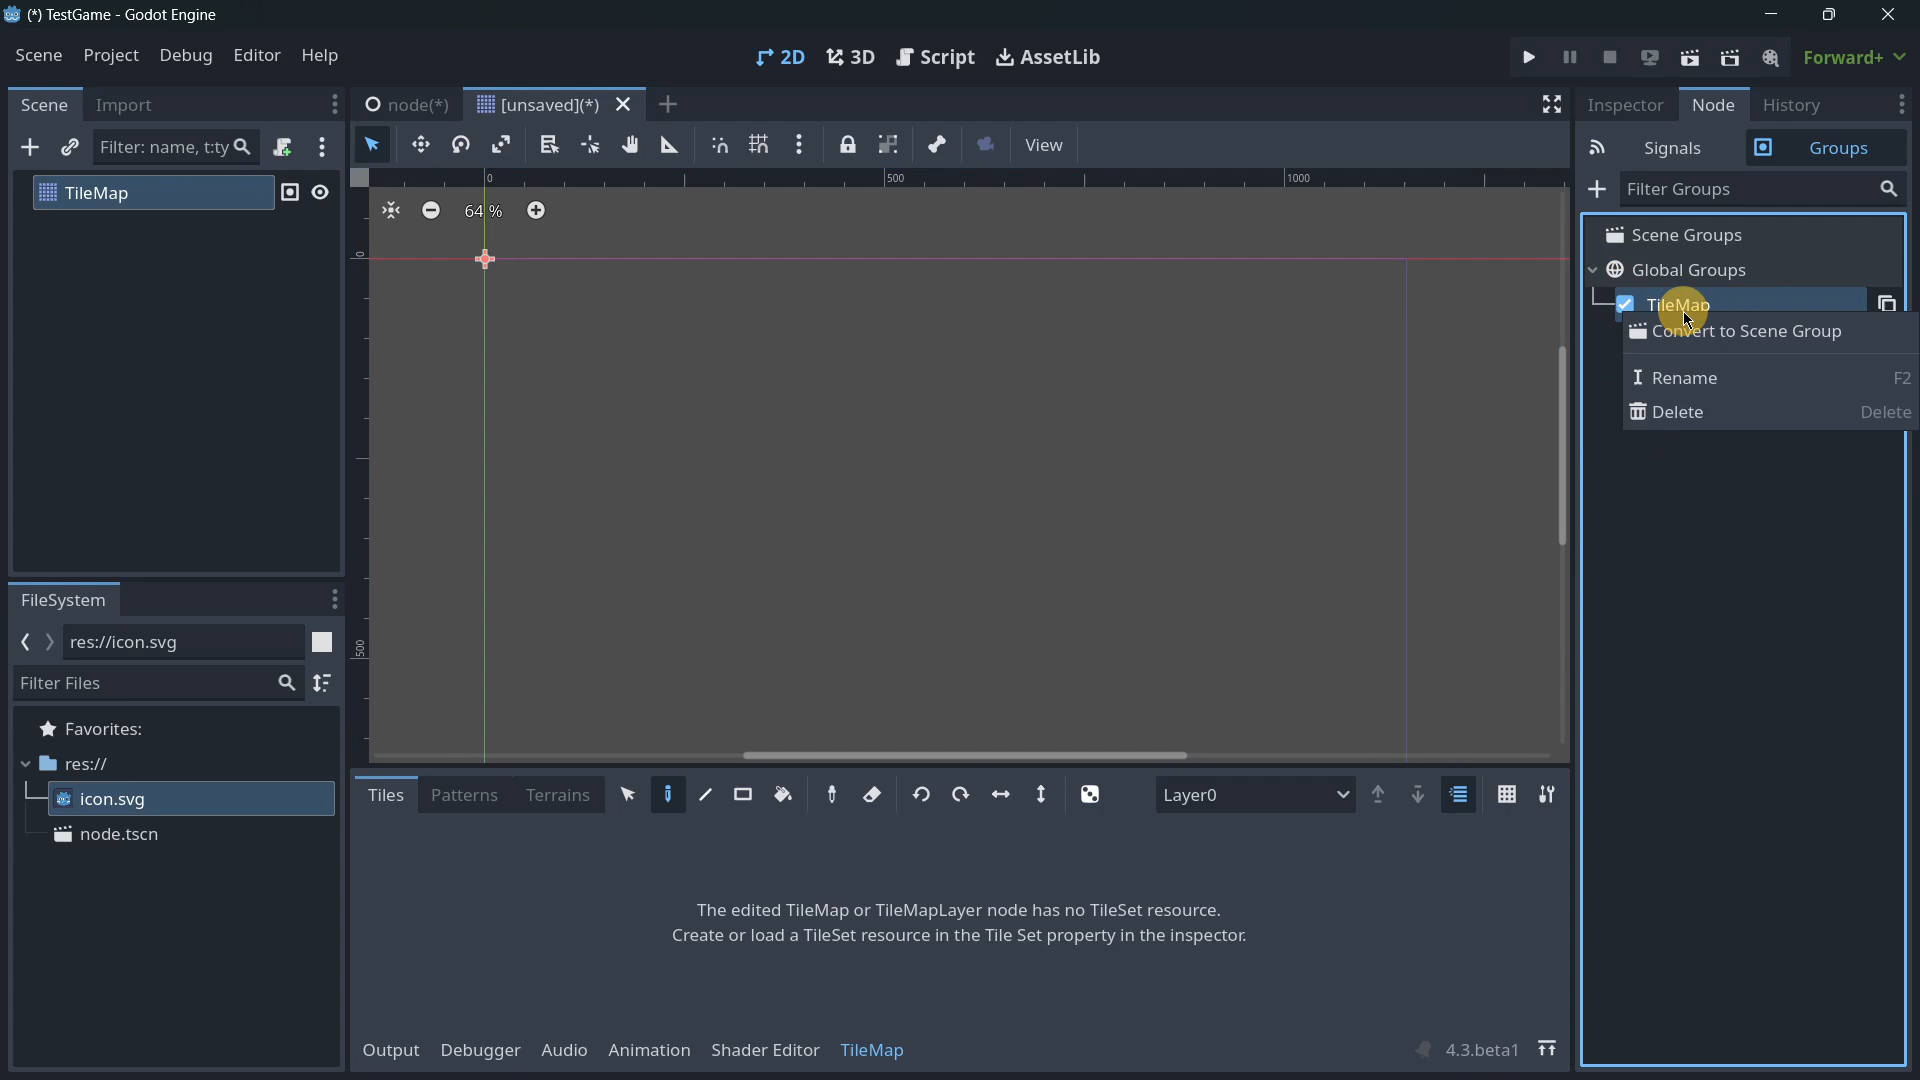 (*) TestGame - Godot Engine
Scene Project Debug Editor Help
2D 3D Script AssetLib
Forward+
Scene Import
node(*) [unsaved](*)
Inspector Node History
Filter: name, t:ty
View
Signals Groups
Filter Groups
TileMap
0 500 1000
64 %
0
500
Scene Groups
Global Groups
TileMap
Convert to Scene Group
Rename F2
Delete Delete
FileSystem
res://icon.svg
Filter Files
Favorites:
res://
icon.svg
node.tscn
Tiles Patterns Terrains
Layer0
The edited TileMap or TileMapLayer node has no TileSet resource.
Create or load a TileSet resource in the Tile Set property in the inspector.
Output Debugger Audio Animation Shader Editor TileMap
4.3.beta1